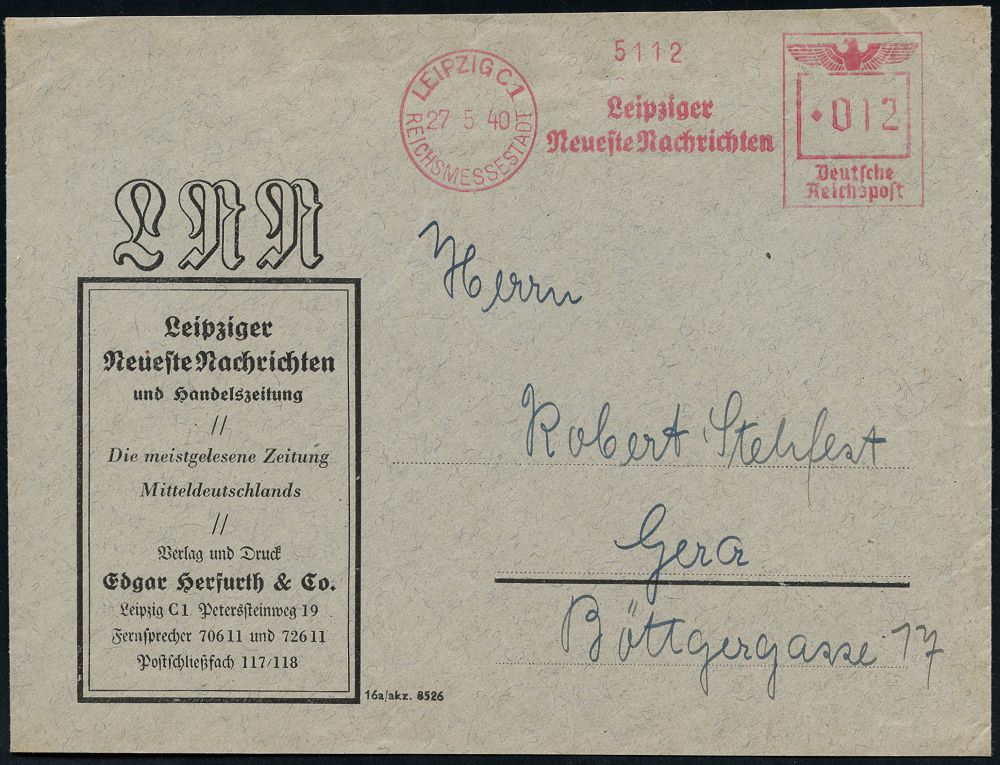 5112
LEIPZIG C1
27 5 40
REICHSMESSESTADT
Leipziger
Neueste Nachrichten
012
Deutsche
Reichspost
LNN
Leipziger
Neueste Nachrichten
und Handelszeitung
//
Die meistgelesene Zeitung
Mitteldeutschlands
//
Verlag und Druck
Edgar Herfurth & Co.
Leipzig C1 Peterssteinweg 19
Fernsprecher 70611 und 72611
Postschließfach 117/118
16a/akz. 8526
Herrn
Robert Stehfest
Gera
Böttgergasse 17